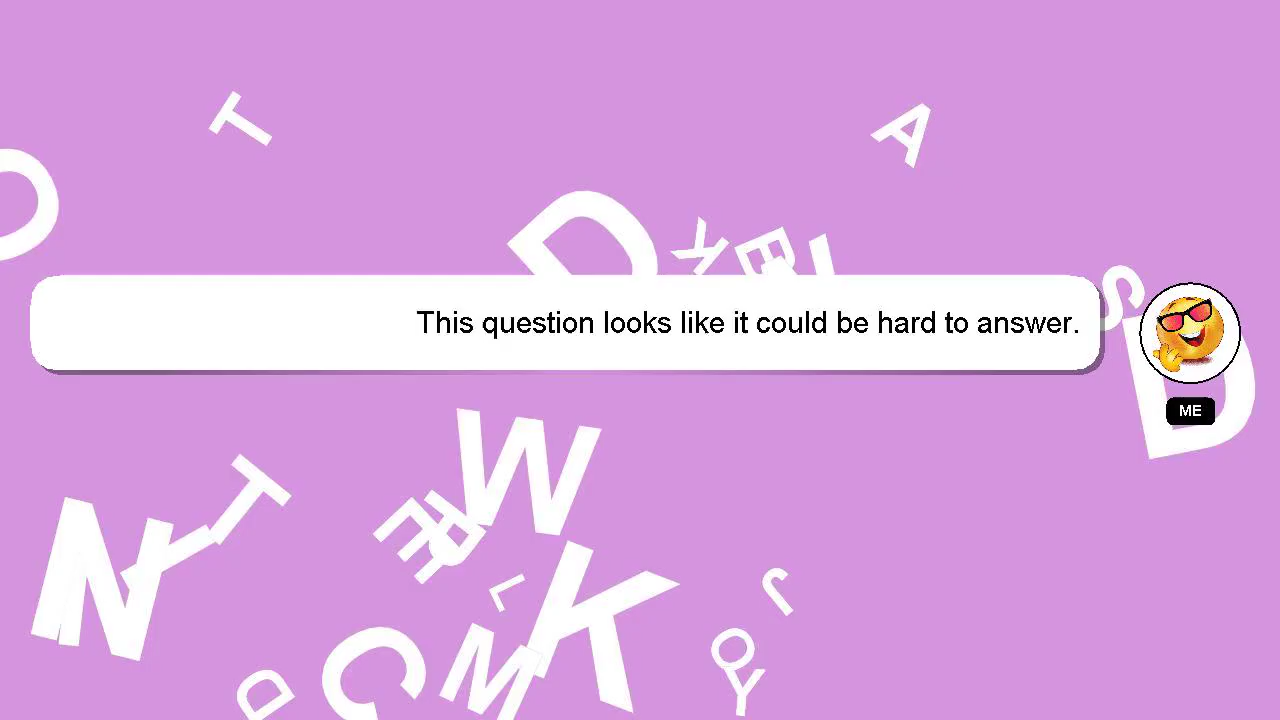 T
A
D
K
E
S
D
This question looks like it could be hard to answer.
ME
W
T
N
Y
E
R
L
K
J
M
O
Y
C
D